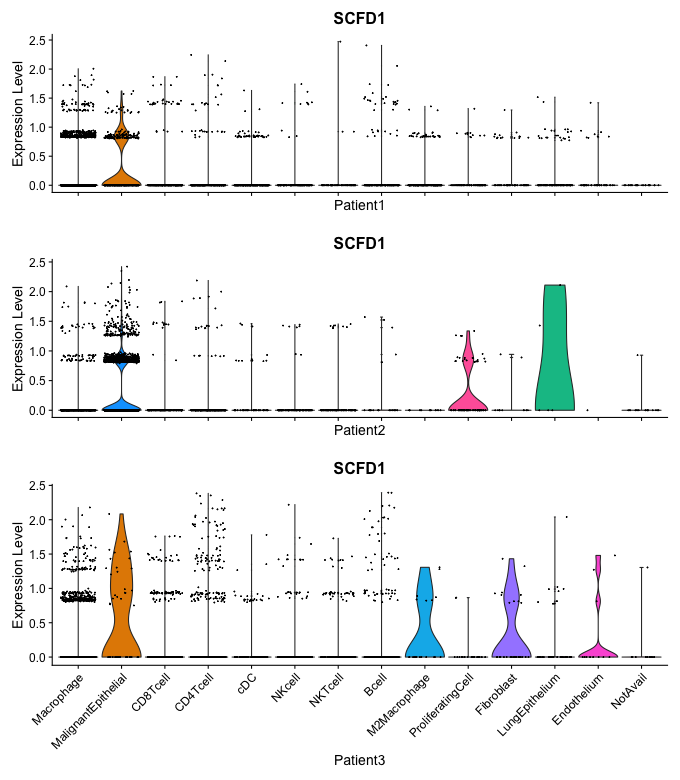 SCFD1
Expression Level
2.5
2.0
1.5
1.0
0.5
0.0
Patient1
SCFD1
Expression Level
2.5
2.0
1.5
1.0
0.5
0.0
Patient2
SCFD1
Expression Level
2.5
2.0
1.5
1.0
0.5
0.0
Macrophage
MalignantEpithelial
CD8Tcell
CD4Tcell
cDC
NKcell
NKTcell
Bcell
M2Macrophage
ProliferatingCell
Fibroblast
LungEpithelium
Endothelium
NotAvail
Patient3